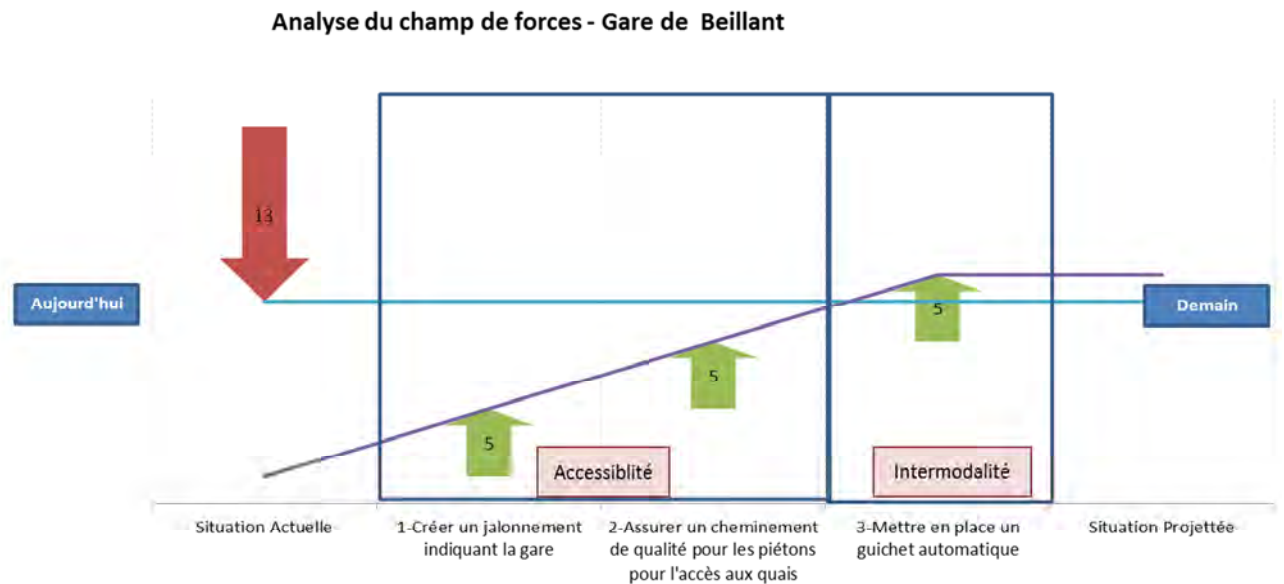 Analyse du champ de forces - Gare de Beillant
13
Aujourd'hui
Demain
5
5
5
Accessiblité
Intermodalité
Situation Actuelle
1-Créer un jalonnement
indiquant la gare
2-Assurer un cheminement
de qualité pour les piétons
pour l'accès aux quais
3-Mettre en place un
guichet automatique
Situation Projettée